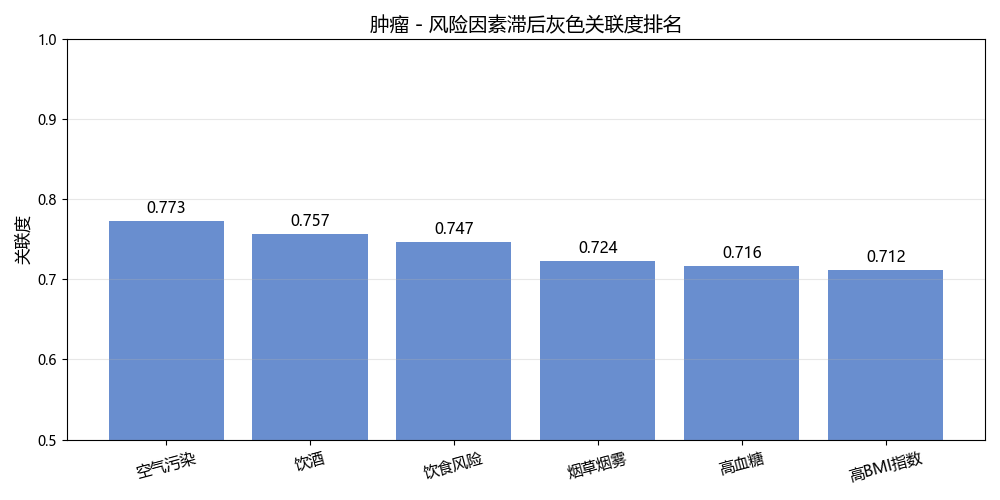 肿瘤 - 风险因素滞后灰色关联度排名
关联度
1.0
0.9
0.8
0.7
0.6
0.5
0.773
0.757
0.747
0.724
0.716
0.712
空气污染
饮酒
饮食风险
烟草烟雾
高血糖
高BMI指数